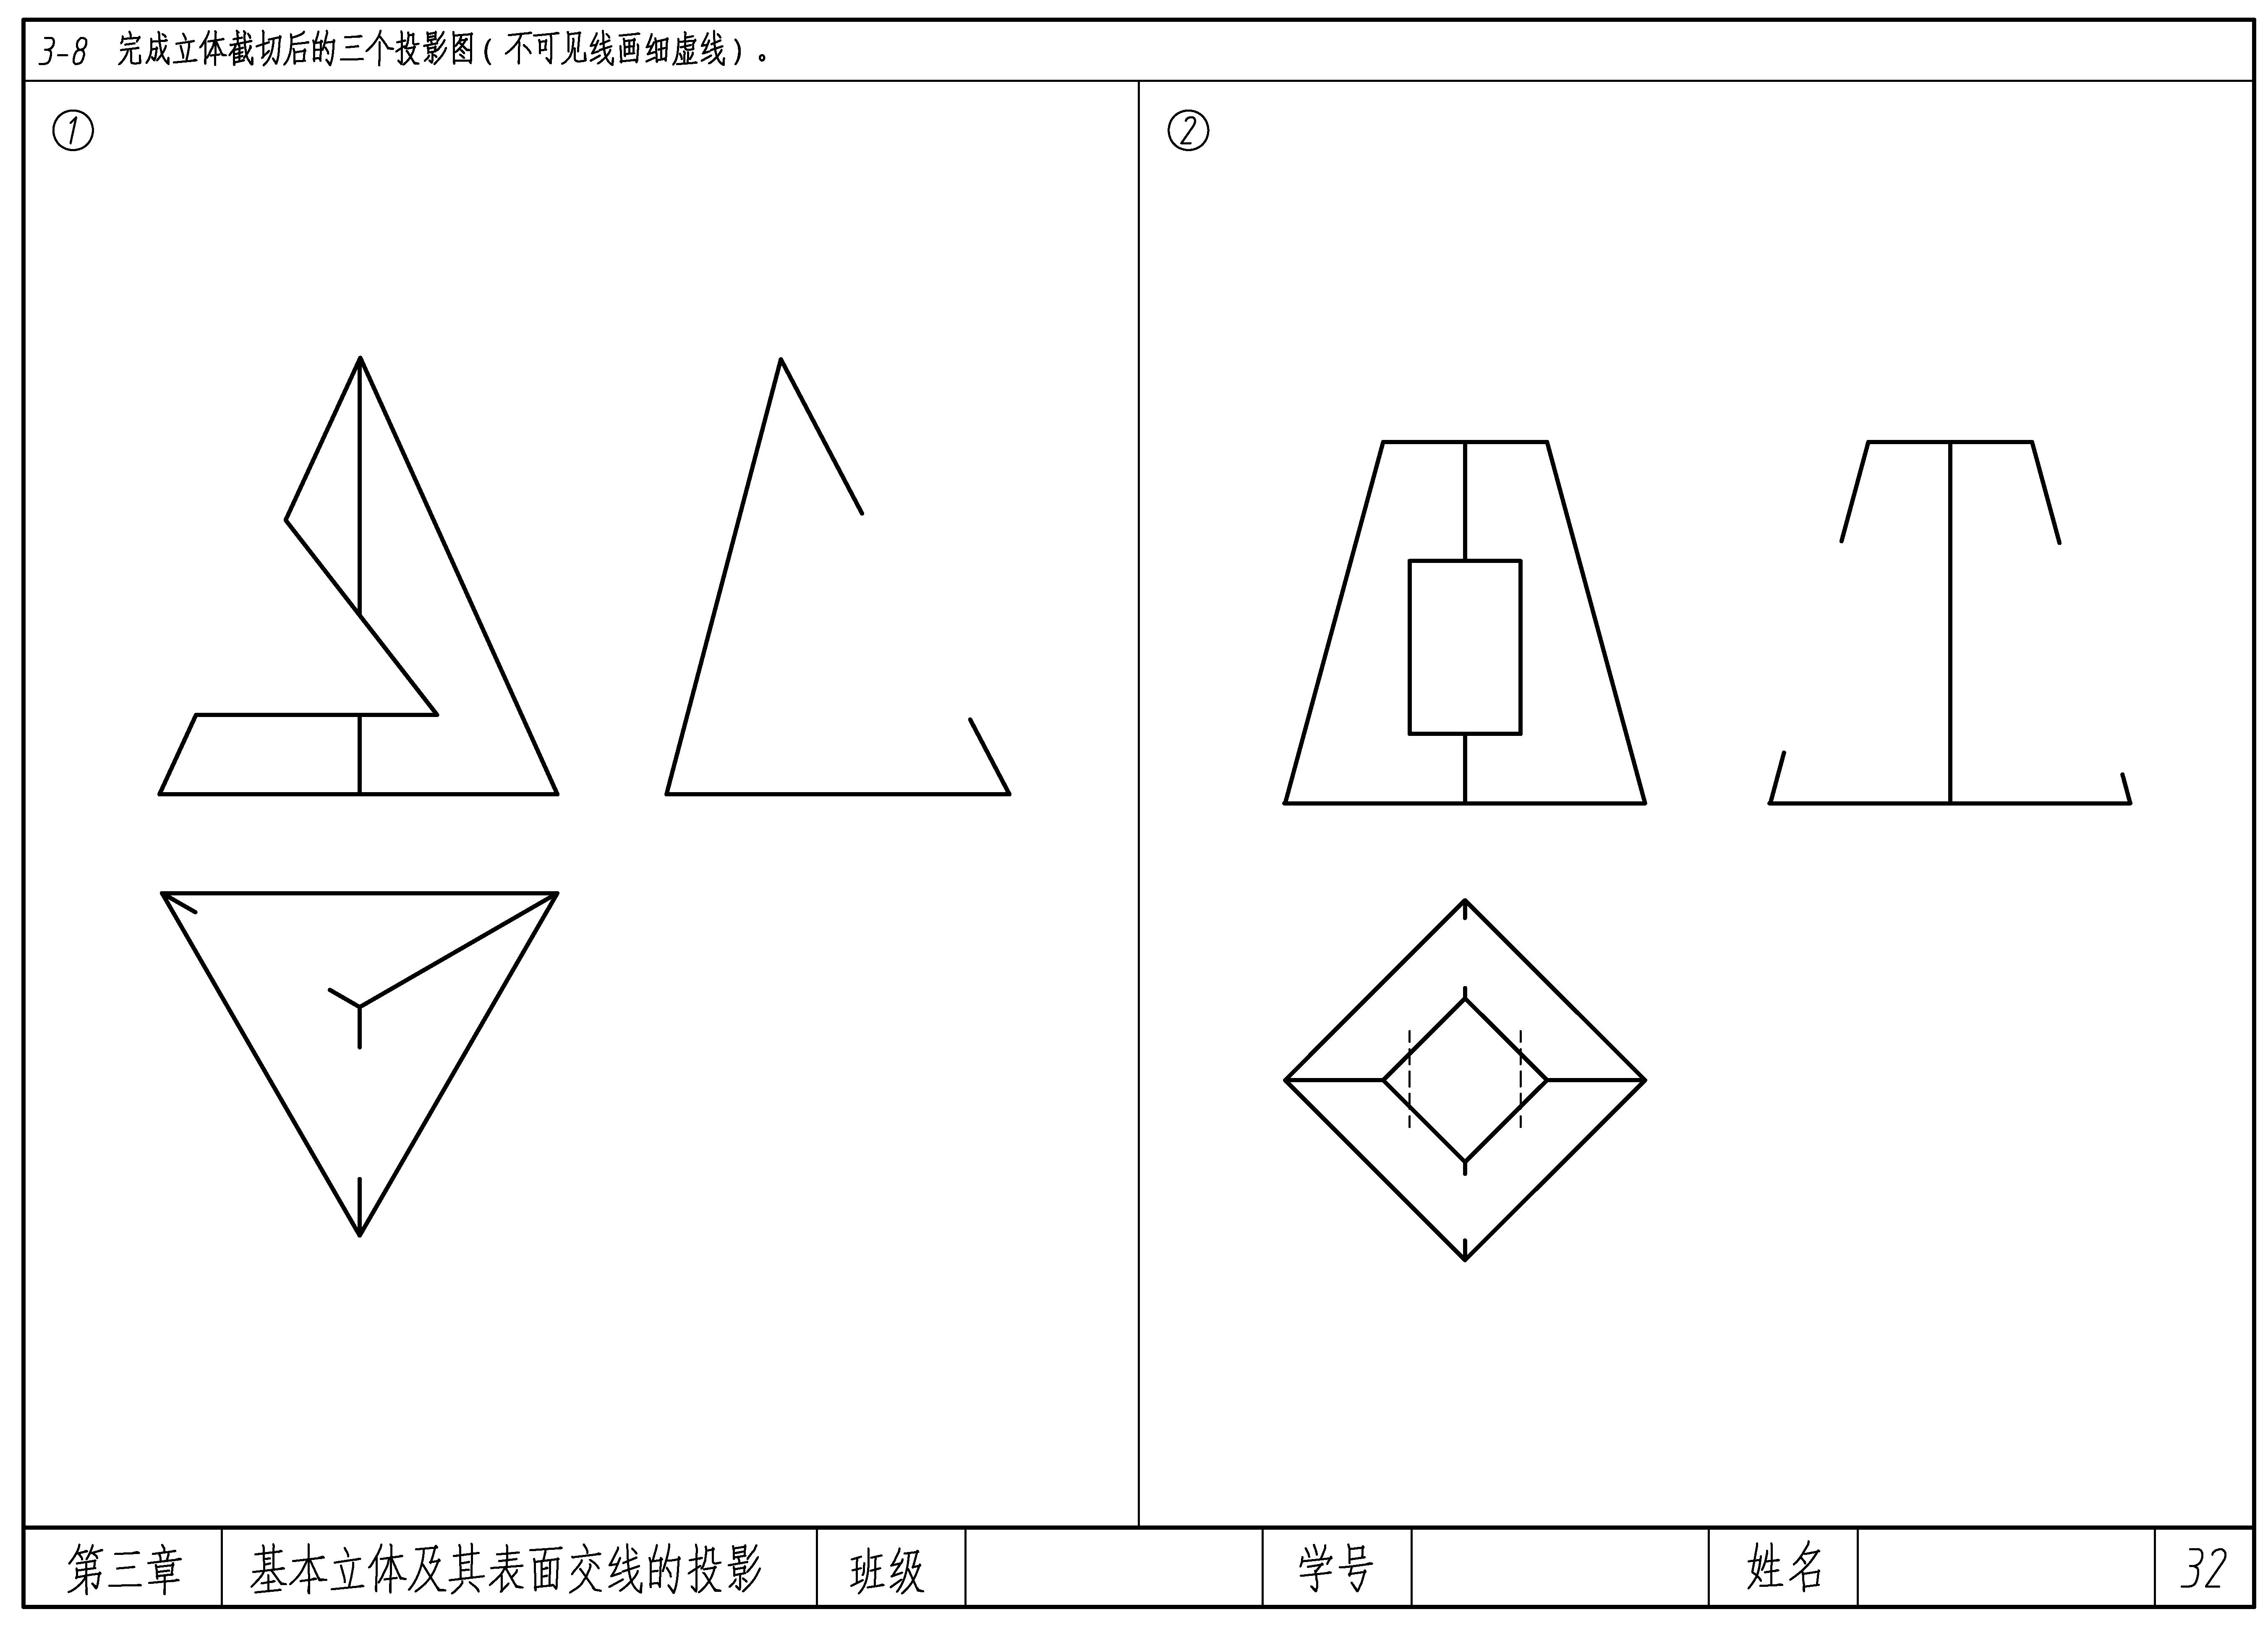 3-8 完成立体截切后的三个投影图(不可见线画细虚线)。
①
②
第三章 基本立体及其表面交线的投影 班级 学号 姓名 32